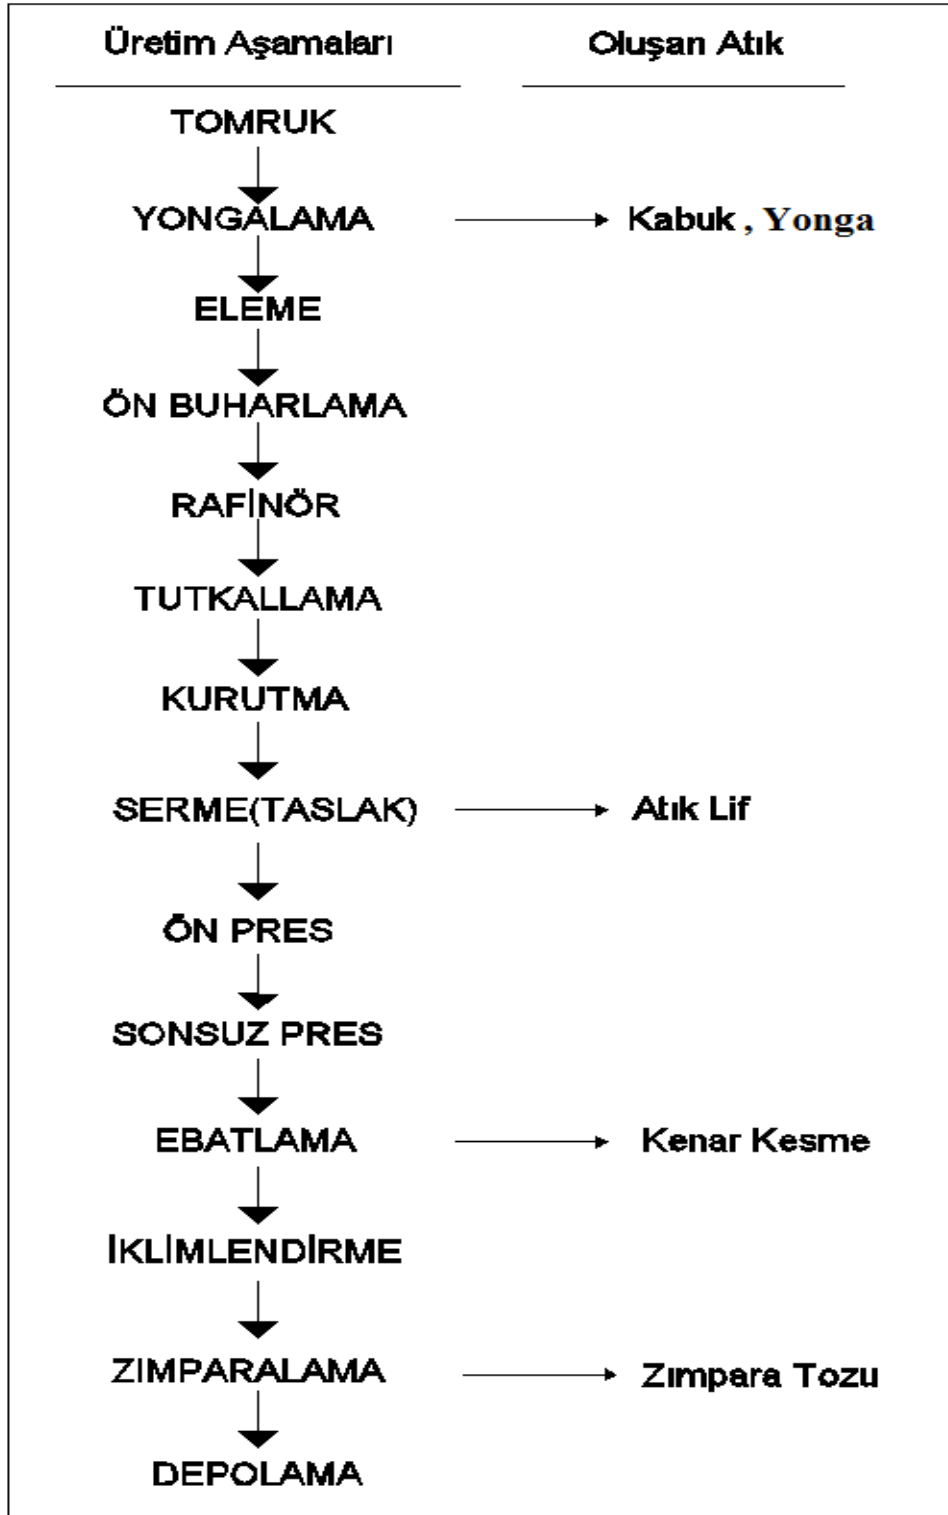 Üretim Aşamaları Oluşan Atık
TOMRUK
YONGALAMA Kabuk , Yonga
ELEME
ÖN BUHARLAMA
RAFİNÖR
TUTKALLAMA
KURUTMA
SERME(TASLAK) Atık Lif
ÖN PRES
SONSUZ PRES
EBATLAMA Kenar Kesme
İKLİMLENDİRME
ZIMPARALAMA Zımpara Tozu
DEPOLAMA